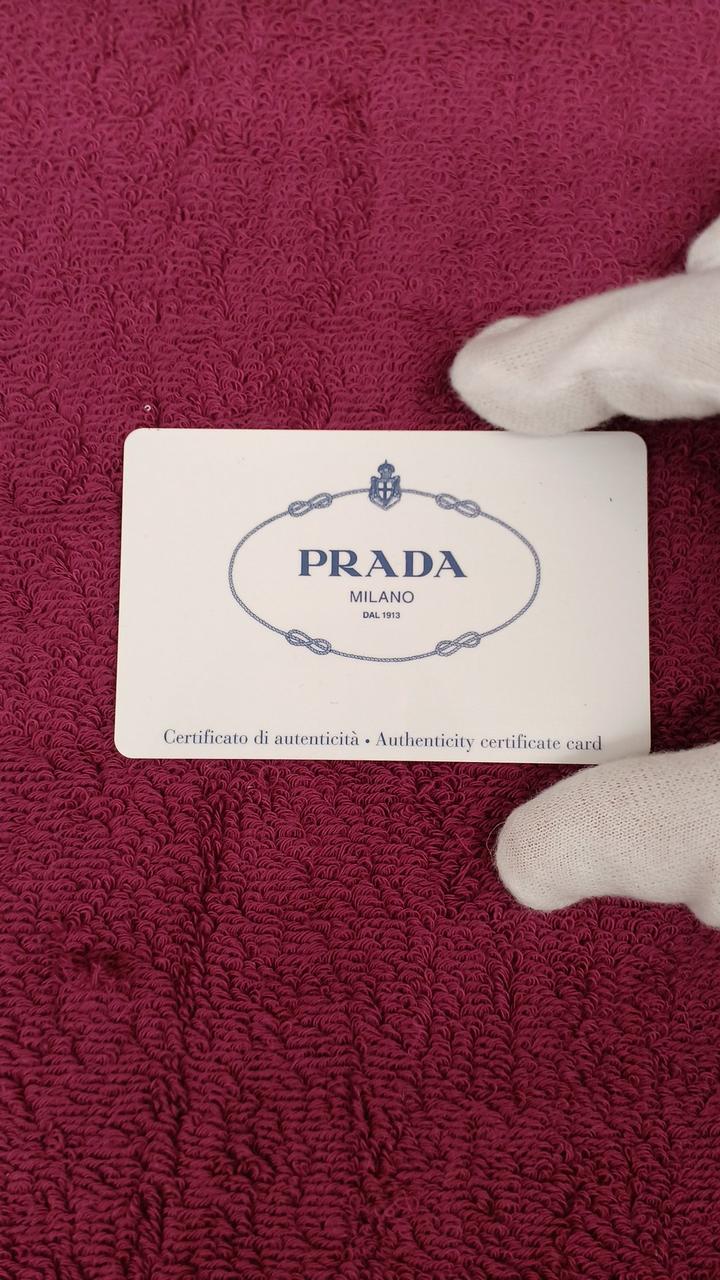 PRADA
MILANO
DAL 1913
Certificato di autenticità • Authenticity certificate card